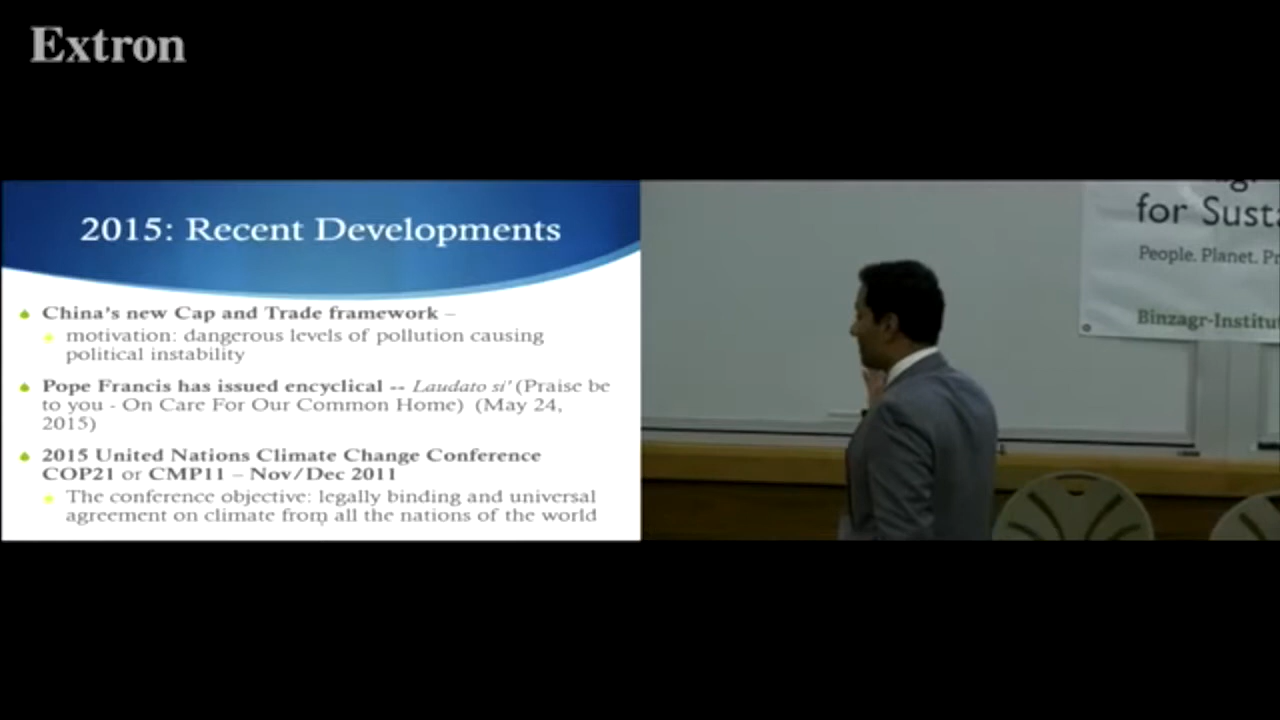 Extron
2015: Recent Developments
China's new Cap and Trade framework –
motivation: dangerous levels of pollution causing
political instability
Pope Francis has issued encyclical -- Laudato si' (Praise be
to you - On Care For Our Common Home) (May 24,
2015)
2015 United Nations Climate Change Conference
COP21 or CMP11 – Nov/Dec 2011
The conference objective: legally binding and universal
agreement on climate from all the nations of the world
for Susta
People. Planet. Pr
Binzagr-Institut